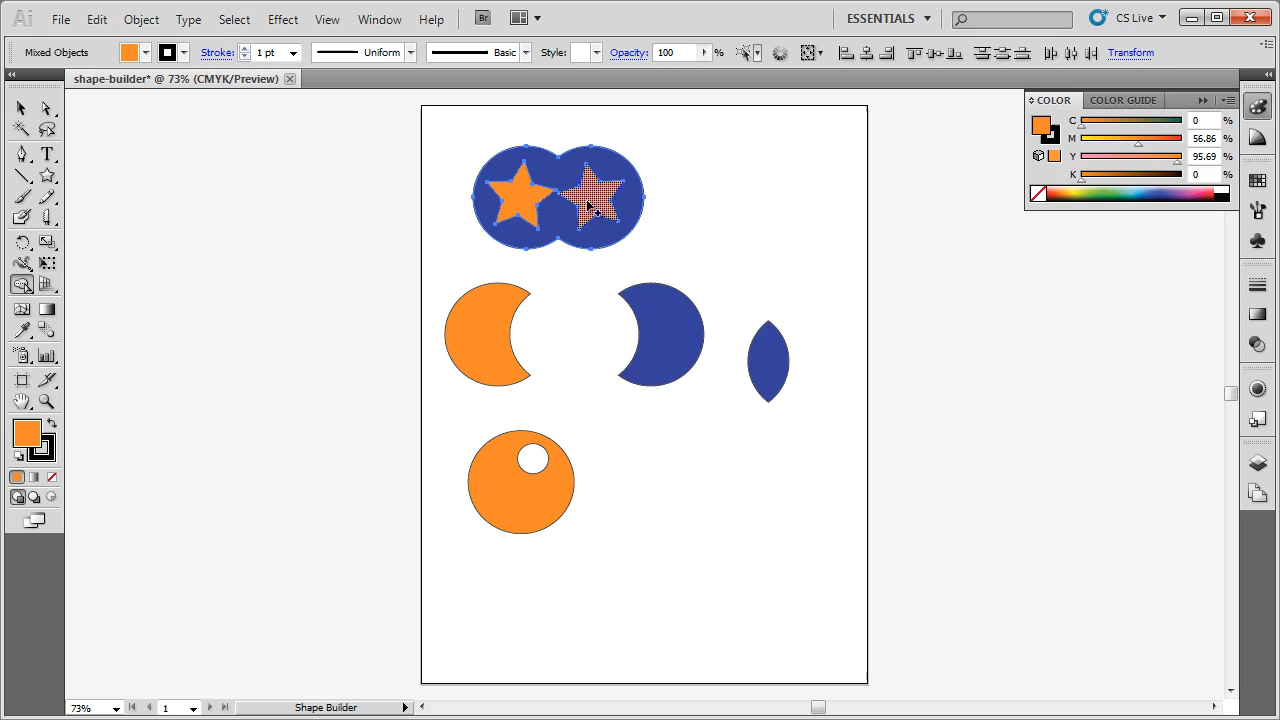 Ai File Edit Object Type Select Effect View Window Help Br ESSENTIALS CS Live
Mixed Objects Stroke: 1 pt Uniform Basic Style: Opacity: 100 % Transform
shape-builder* @ 73% (CMYK/Preview)
COLOR COLOR GUIDE
C 0 %
M 56.86 %
Y 95.69 %
K 0 %
T
73% 1 Shape Builder